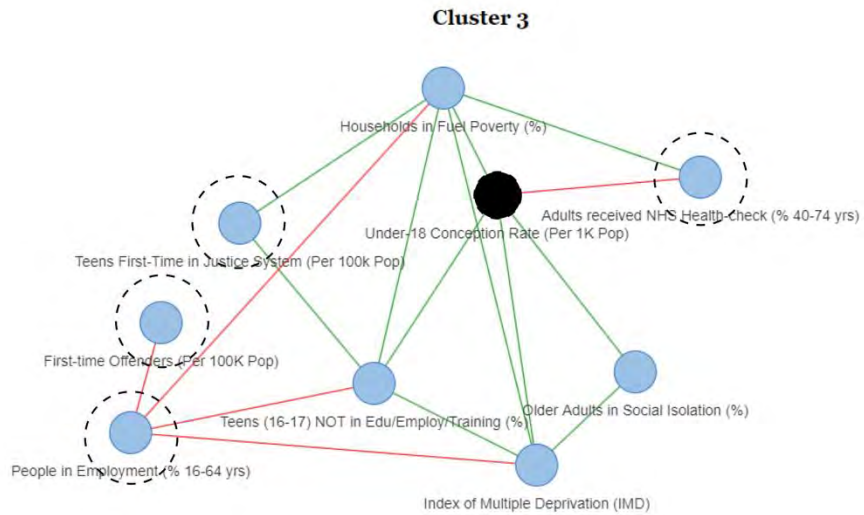 Cluster 3
Households in Fuel Poverty (%)
Adults received NHS Health-check (% 40-74 yrs)
Under-18 Conception Rate (Per 1K Pop)
Teens First-Time in Justice System (Per 100k Pop)
First-time Offenders (Per 100K Pop)
Older Adults in Social Isolation (%)
Teens (16-17) NOT in Edu/Employ/Training (%)
People in Employment (% 16-64 yrs)
Index of Multiple Deprivation (IMD)